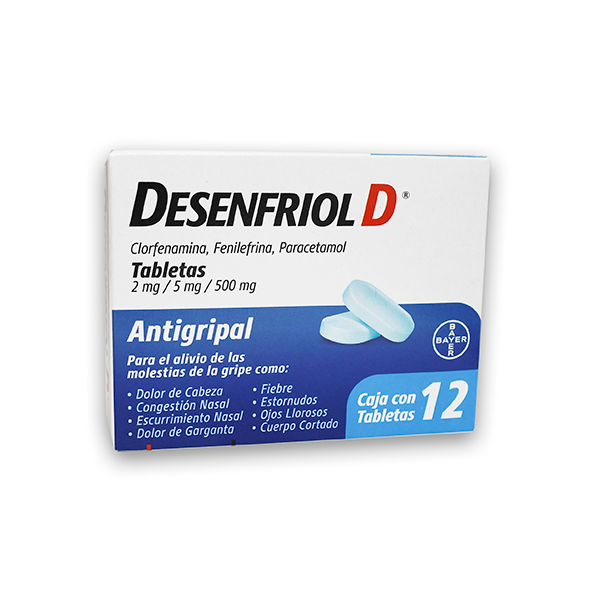 DESENFRIOL D®
Clorfenamina, Fenilefrina, Paracetamol
Tabletas
2 mg / 5 mg / 500 mg
Antigripal
Para el alivio de las
molestias de la gripe como:
• Dolor de Cabeza
• Congestión Nasal
• Escurrimiento Nasal
• Dolor de Garganta
• Fiebre
• Estornudos
• Ojos Llorosos
• Cuerpo Cortado
BAYER
BAYER
Caja con
Tabletas 12